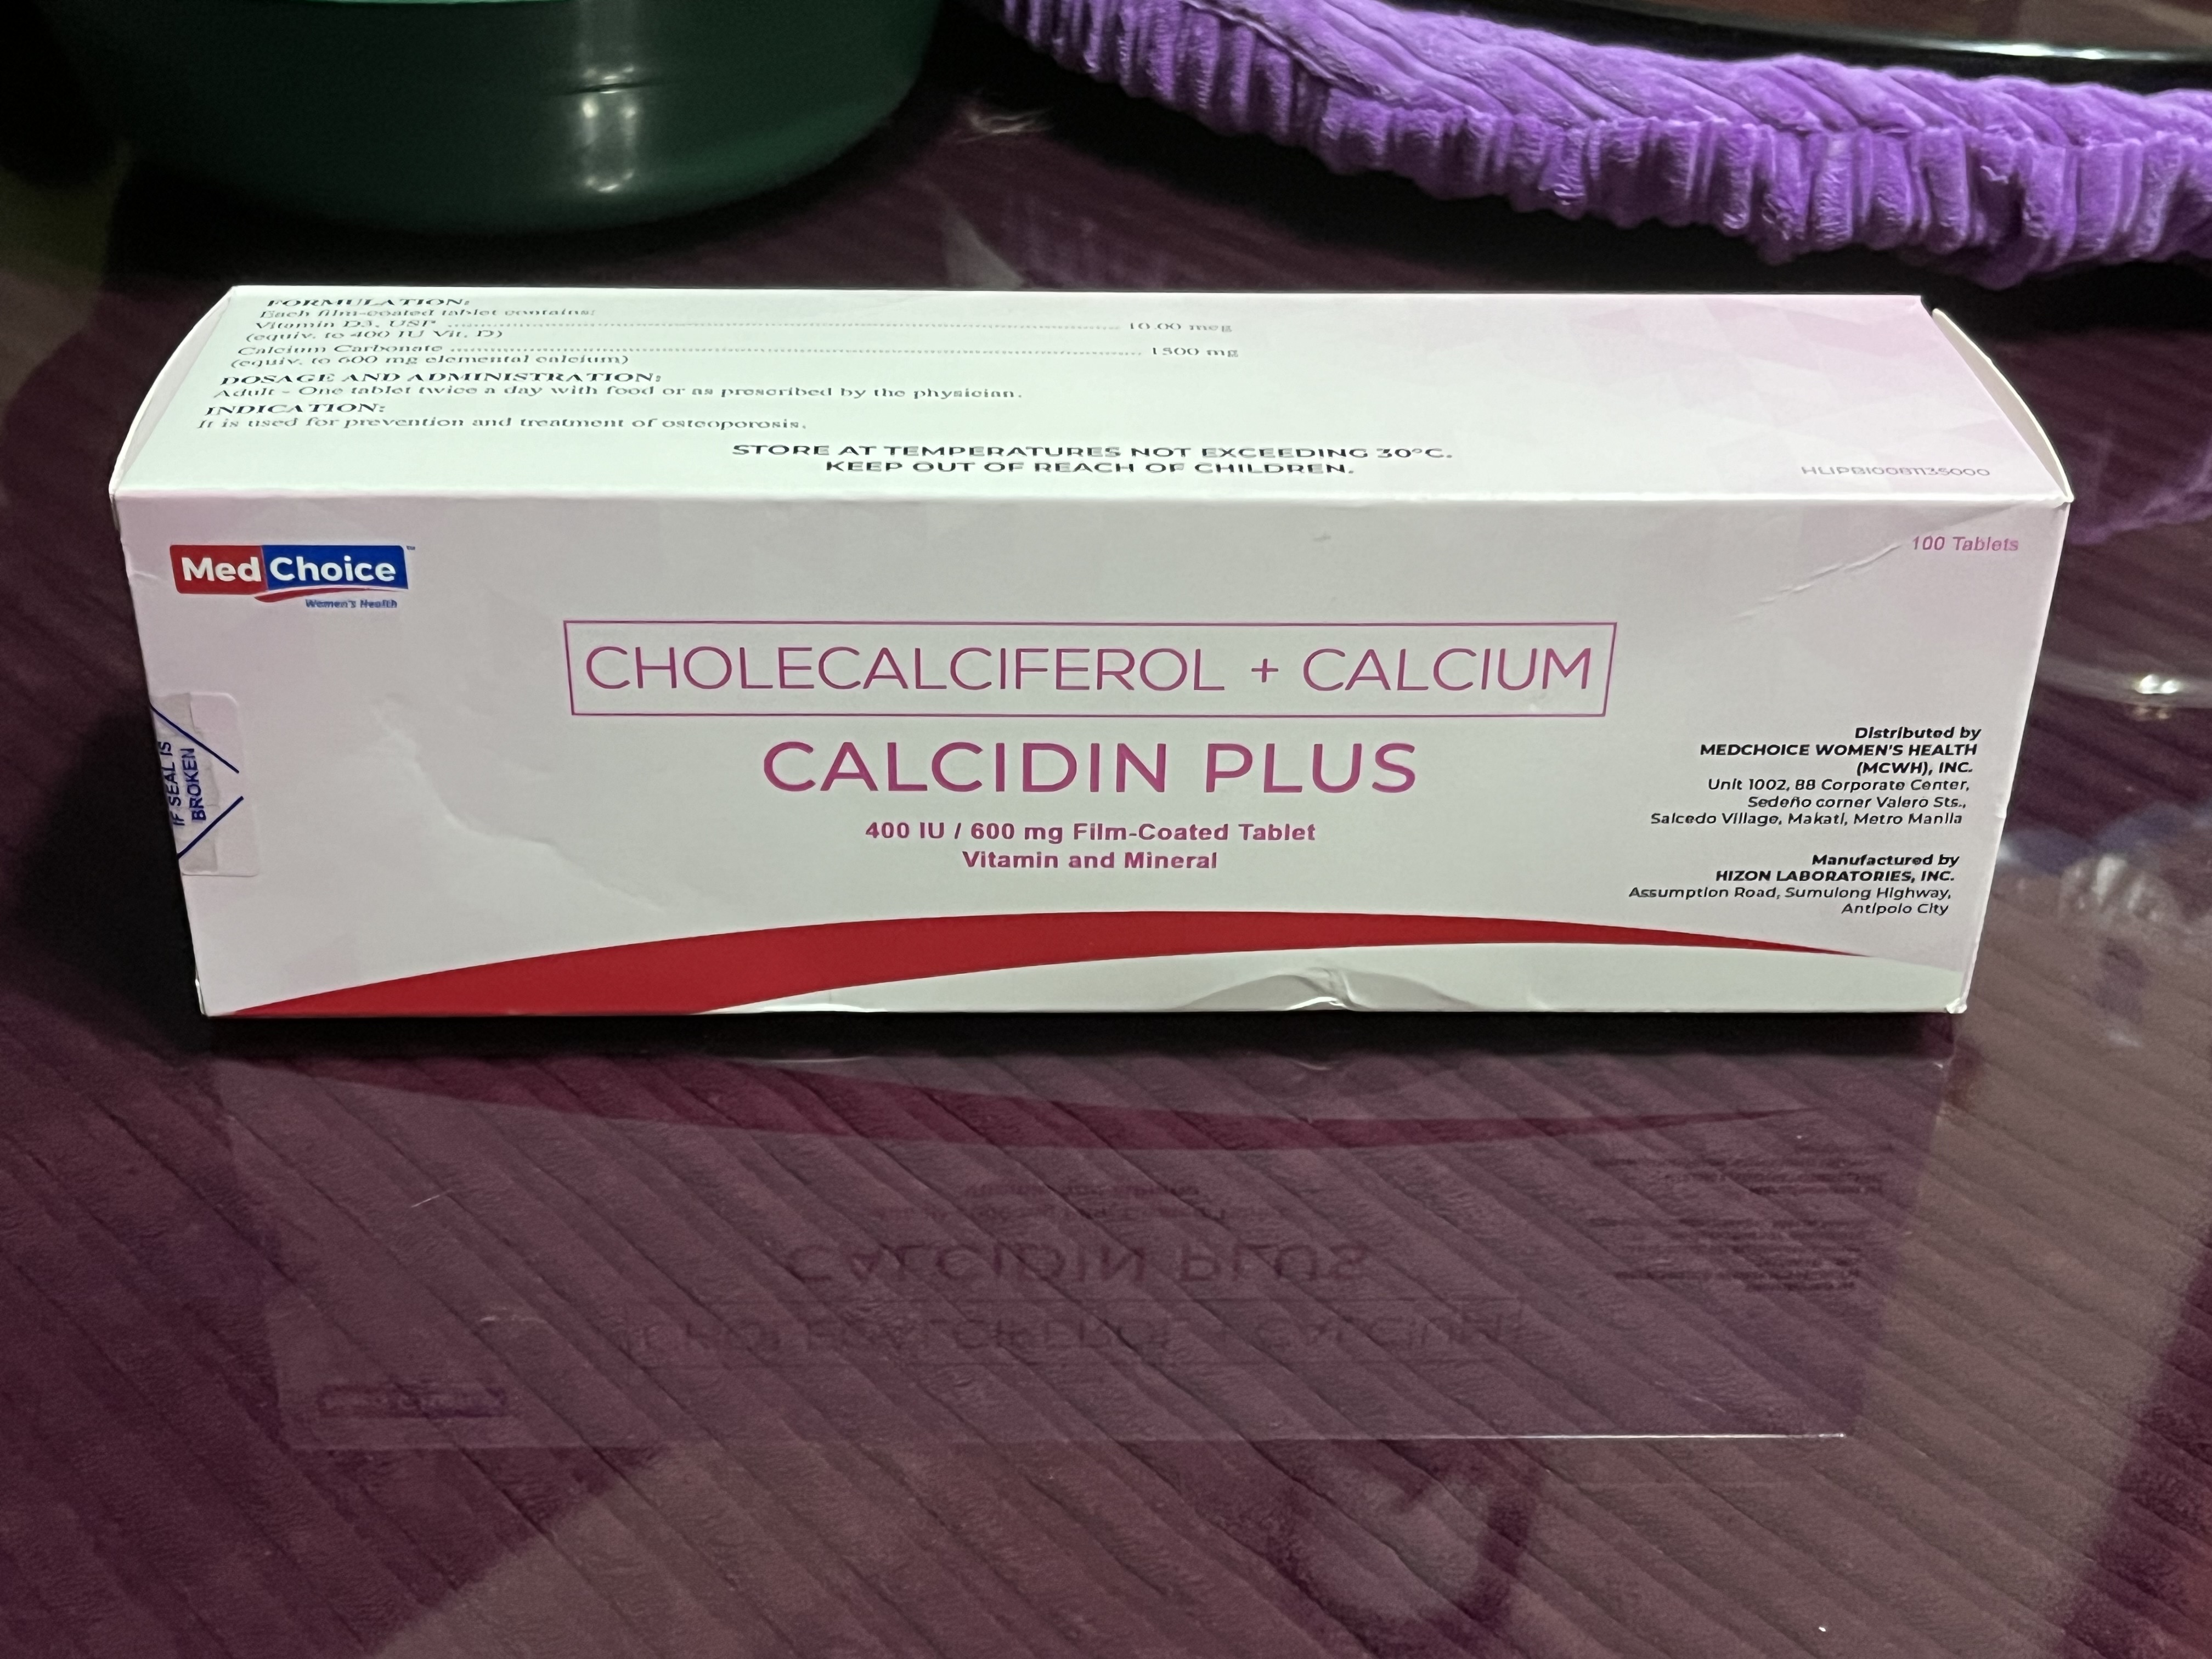 FORMULATION:
Each film-coated tablet contains:
Vitamin D3, USP ........ 10.00 mcg
(equiv. to 400 IU Vit. D)
Calcium Carbonate ........ 1500 mg
(equiv. to 600 mg elemental calcium)
DOSAGE AND ADMINISTRATION:
Adult - One tablet twice a day with food or as prescribed by the physician.
INDICATION:
It is used for prevention and treatment of osteoporosis.
STORE AT TEMPERATURES NOT EXCEEDING 30°C.
KEEP OUT OF REACH OF CHILDREN.
HLIPBI0081135000
MedChoice™
Women's Health
100 Tablets
CHOLECALCIFEROL + CALCIUM
CALCIDIN PLUS
400 IU / 600 mg Film-Coated Tablet
Vitamin and Mineral
IF SEAL IS
BROKEN
Distributed by
MEDCHOICE WOMEN'S HEALTH
(MCWH), INC.
Unit 1002, 88 Corporate Center,
Sedeño corner Valero Sts.,
Salcedo Village, Makati, Metro Manila
Manufactured by
HIZON LABORATORIES, INC.
Assumption Road, Sumulong Highway,
Antipolo City